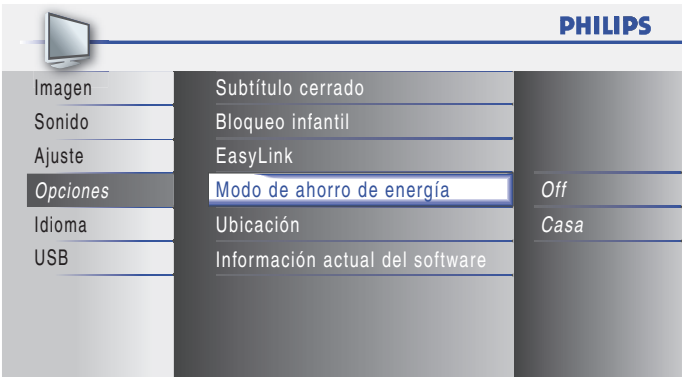 PHILIPS
Imagen
Sonido
Ajuste
Opciones
Idioma
USB
Subtítulo cerrado
Bloqueo infantil
EasyLink
Modo de ahorro de energía
Ubicación
Información actual del software
Off
Casa